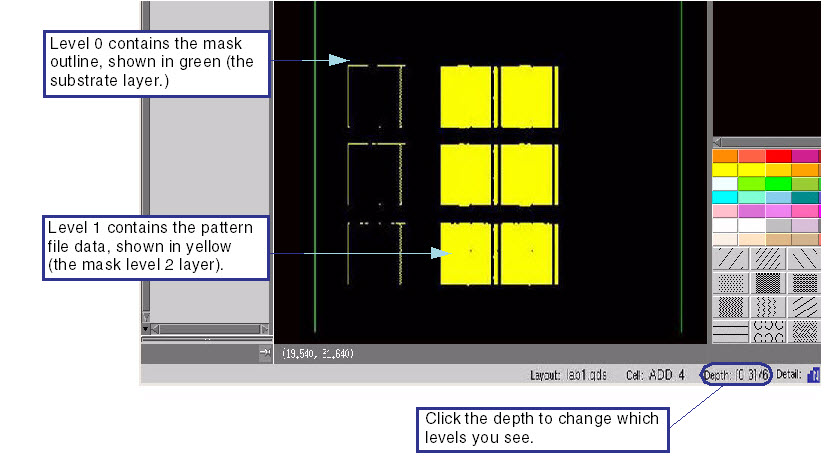 Level 0 contains the mask
outline, shown in green (the
substrate layer.)
Level 1 contains the pattern
file data, shown in yellow
(the mask level 2 layer).
(19,540, 21,640)
Layout: lab1.gds Cell: ADD_4 Depth: [0 3]/6 Detail:
Click the depth to change which
levels you see.